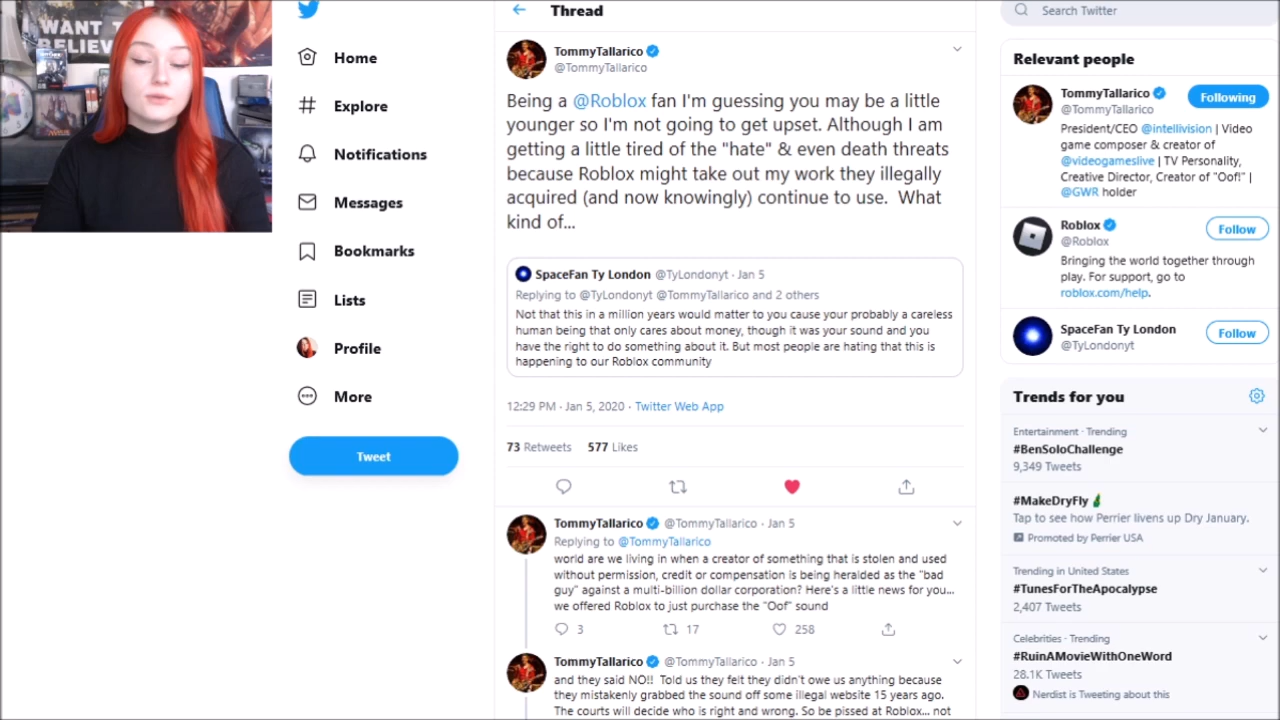 WANT T
BELIEV
Home
Explore
Notifications
Messages
Bookmarks
Lists
Profile
More
Tweet
Thread
TommyTallarico
@TommyTallarico
Being a @Roblox fan I'm guessing you may be a little
younger so I'm not going to get upset. Although I am
getting a little tired of the "hate" & even death threats
because Roblox might take out my work they illegally
acquired (and now knowingly) continue to use.  What
kind of...
SpaceFan Ty London @TyLondonyt · Jan 5
Replying to @TyLondonyt @TommyTallarico and 2 others
Not that this in a million years would matter to you cause your probably a careless
human being that only cares about money, though it was your sound and you
have the right to do something about it. But most people are hating that this is
happening to our Roblox community
12:29 PM · Jan 5, 2020 · Twitter Web App
73 Retweets 577 Likes
TommyTallarico @TommyTallarico · Jan 5
Replying to @TommyTallarico
world are we living in when a creator of something that is stolen and used
without permission, credit or compensation is being heralded as the "bad
guy" against a multi-billion dollar corporation? Here's a little news for you...
we offered Roblox to just purchase the "Oof" sound
3 17 258
TommyTallarico @TommyTallarico · Jan 5
and they said NO!!  Told us they felt they didn't owe us anything because
they mistakenly grabbed the sound off some illegal website 15 years ago.
The courts will decide who is right and wrong. So be pissed at Roblox... not
Search Twitter
Relevant people
TommyTallarico
@TommyTallarico
Following
President/CEO @intellivision | Video
game composer & creator of
@videogameslive | TV Personality,
Creative Director, Creator of "Oof!" |
@GWR holder
Roblox
@Roblox
Follow
Bringing the world together through
play. For support, go to
roblox.com/help.
SpaceFan Ty London
@TyLondonyt
Follow
Trends for you
Entertainment · Trending
#BenSoloChallenge
9,349 Tweets
#MakeDryFly
Tap to see how Perrier livens up Dry January.
Promoted by Perrier USA
Trending in United States
#TunesForTheApocalypse
2,407 Tweets
Celebrities · Trending
#RuinAMovieWithOneWord
28.1K Tweets
Nerdist is Tweeting about this